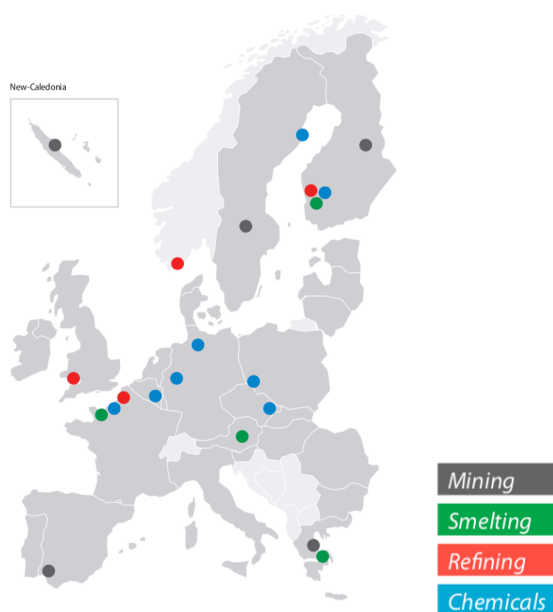 New-Caledonia
Mining
Smelting
Refining
Chemicals